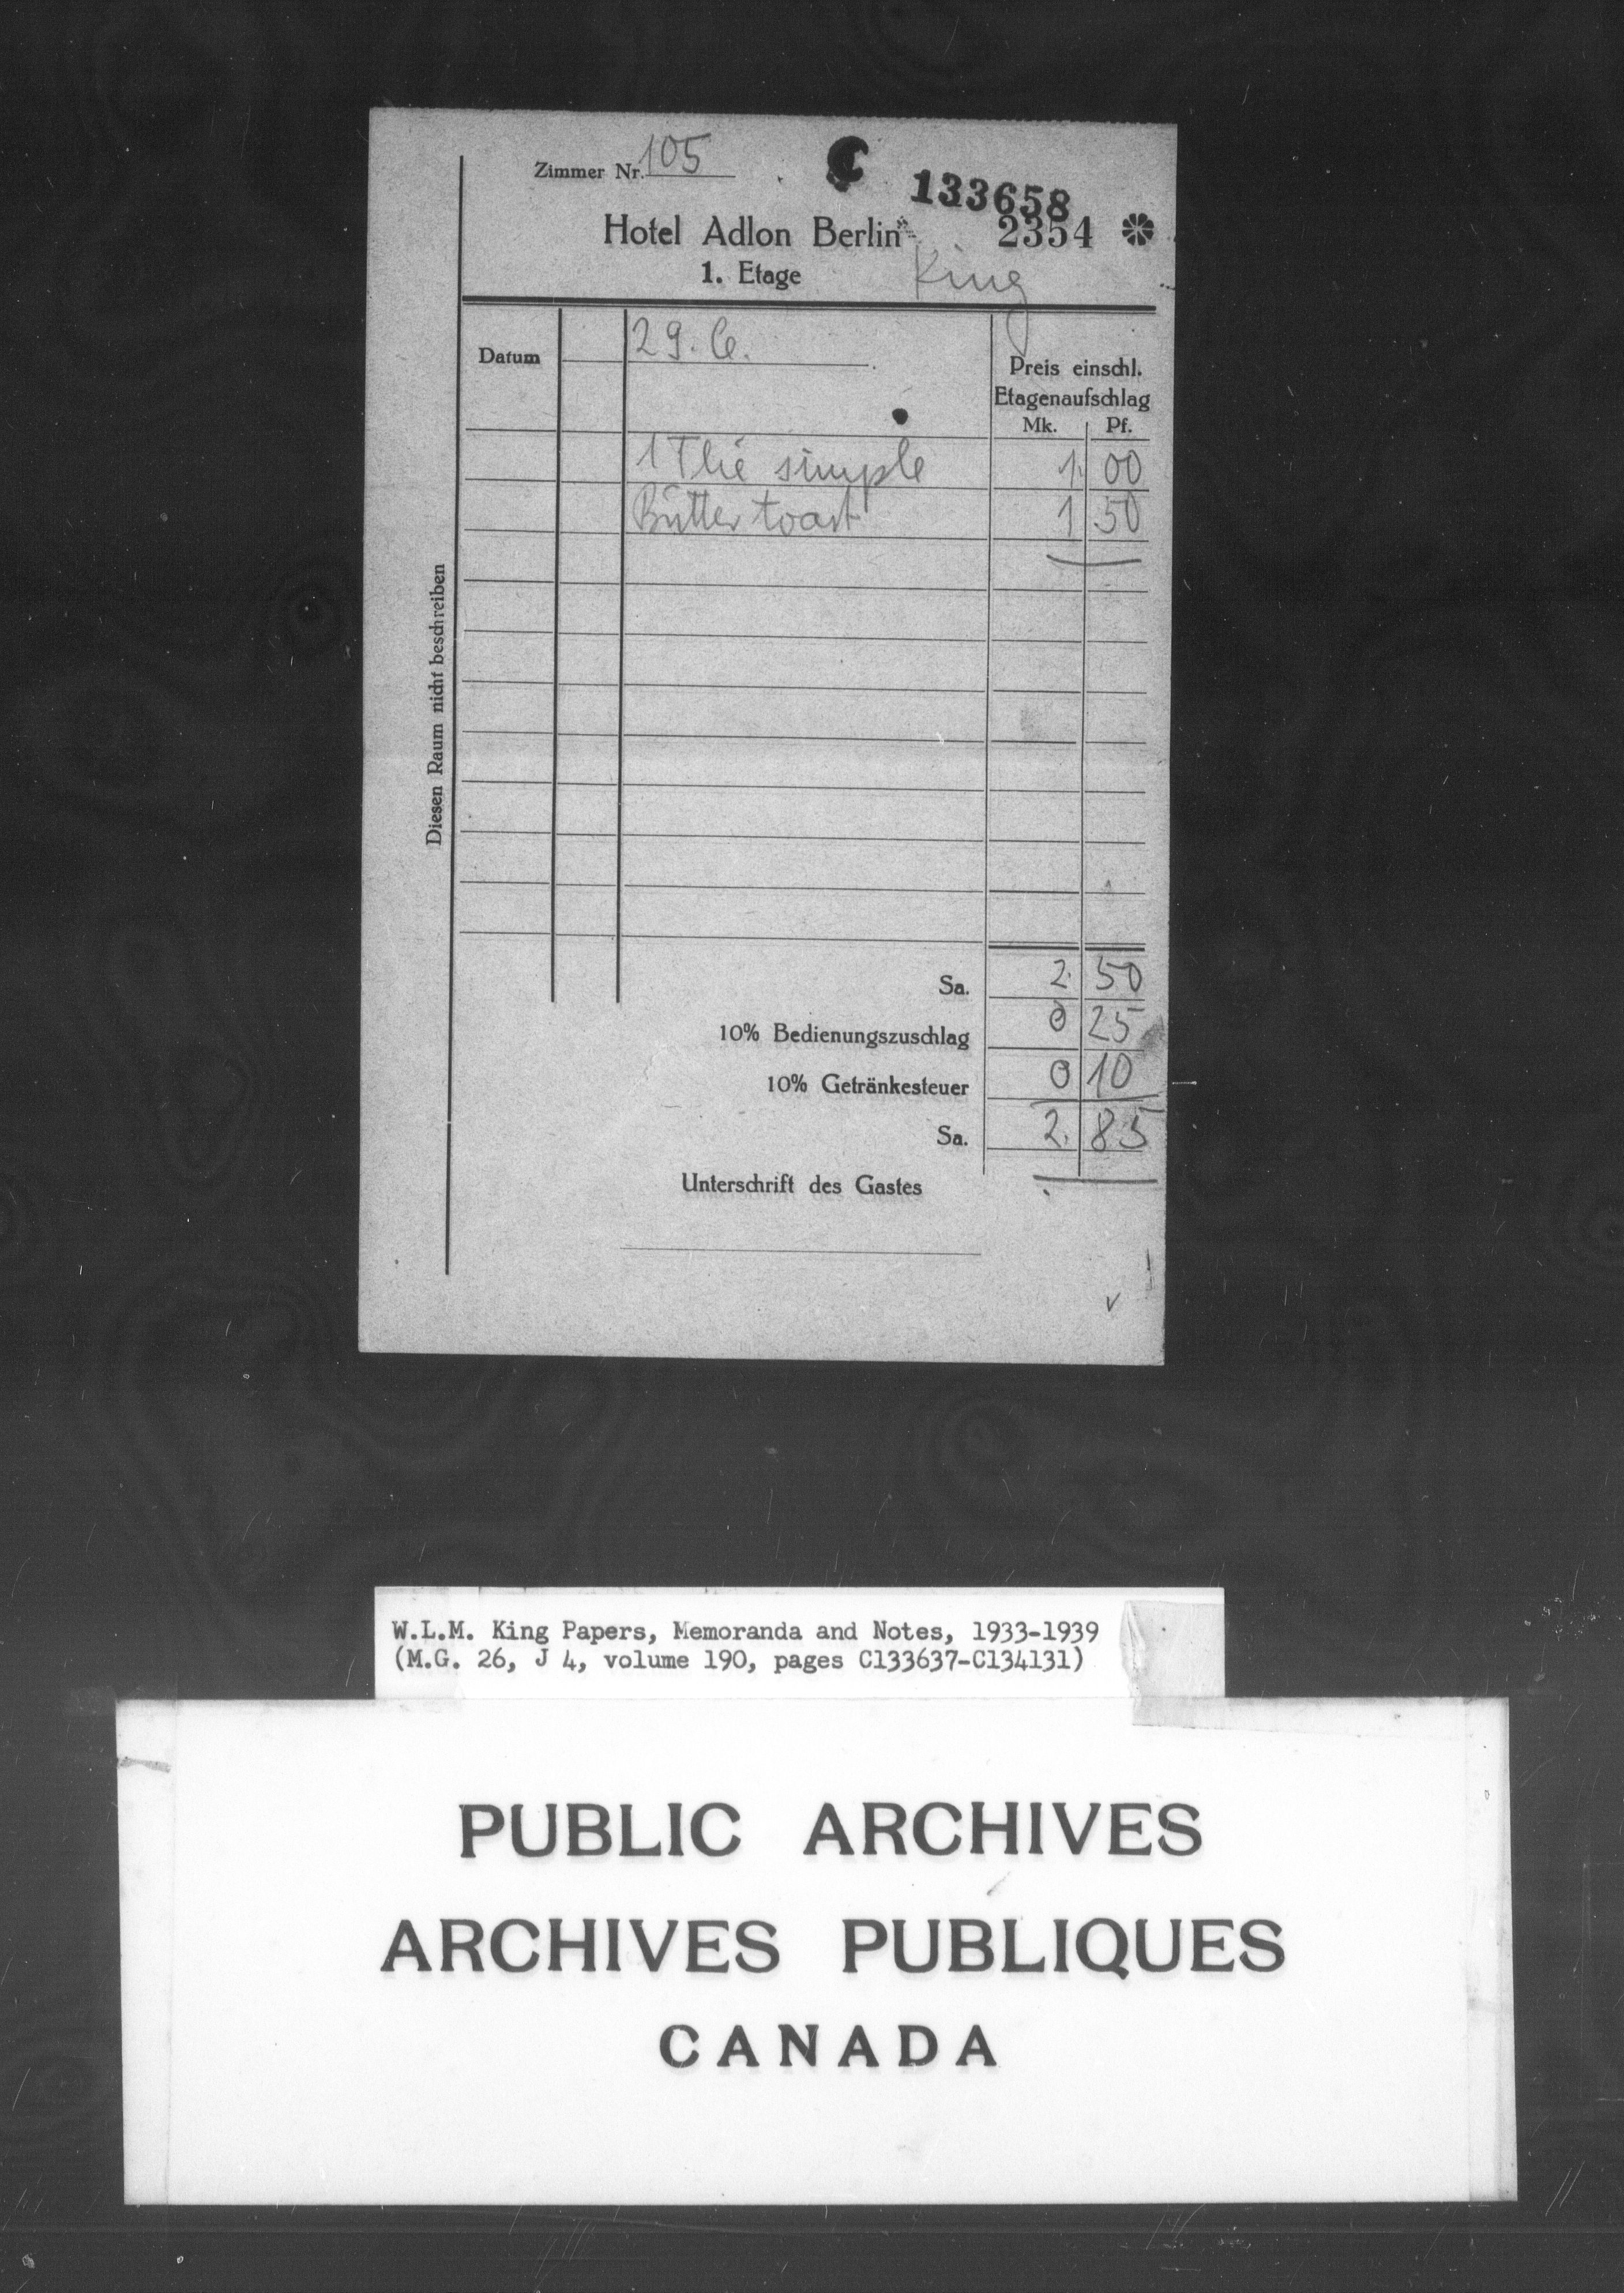 Zimmer Nr. 105
C 133658
Hotel Adlon Berlin 2354
1. Etage King
Datum 29. 6.
Preis einschl.
Etagenaufschlag
Mk. Pf.
1 Thé simple 1. 00
Büttertoast 1 50
Sa. 2. 50
10% Bedienungszuschlag 0 25
10% Getränkesteuer 0 10
Sa. 2. 85
Unterschrift des Gastes
Diesen Raum nicht beschreiben
W.L.M. King Papers, Memoranda and Notes, 1933-1939
(M.G. 26, J 4, volume 190, pages C133637-C134131)
PUBLIC ARCHIVES
ARCHIVES PUBLIQUES
CANADA